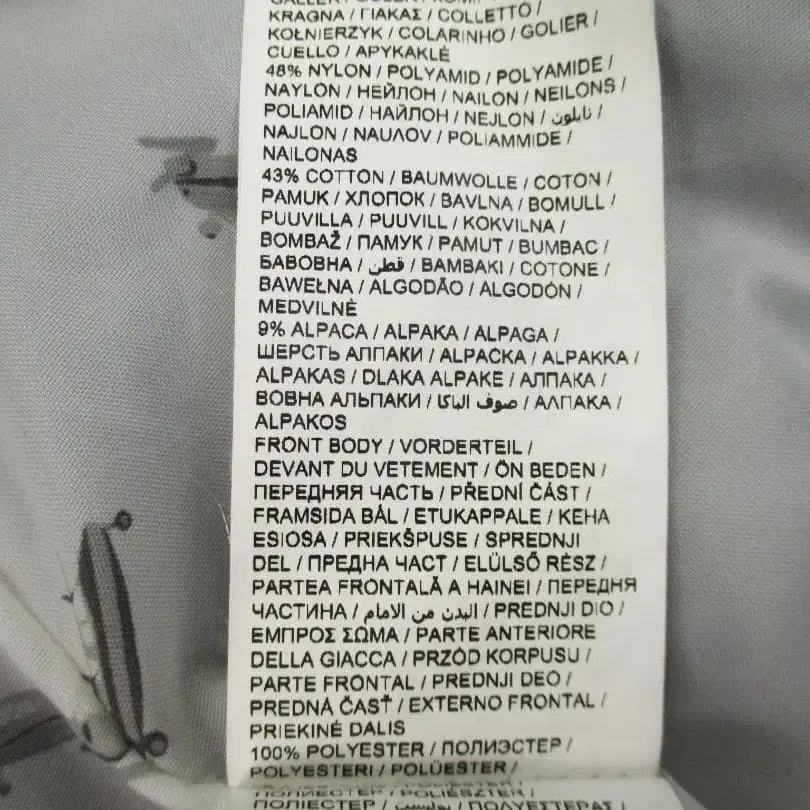 KRAGNA / ГІАКАΣ / COLLETTO /
KOŁNIERZYK / COLARINHO / GOLIER /
CUELLO / APYKAKLĖ
48% NYLON / POLYAMID / POLYAMIDE /
NAYLON / НЕЙЛОН / NAILON / NEILONS /
POLIAMID / НАЙЛОН / NEJLON / نايلون /
NAJLON / ΝΑΪΛΟΝ / POLIAMMIDE /
NAILONAS
43% COTTON / BAUMWOLLE / COTON /
PAMUK / ХЛОПОК / BAVLNA / BOMULL /
PUUVILLA / PUUVILL / KOKVILNA /
BOMBAŽ / ПАМУК / PAMUT / BUMBAC /
БАВОВНА / قطن / BAMBAKI / COTONE /
BAWEŁNA / ALGODÃO / ALGODÓN /
MEDVILNĖ
9% ALPACA / ALPAKA / ALPAGA /
ШЕРСТЬ АЛПАКИ / ALPACKA / ALPAKKA /
ALPAKAS / DLAKA ALPAKE / АЛПАКА /
ВОВНА АЛЬПАКИ / صوف الباكا / ΑΛΠΑΚΑ /
ALPAKOS
FRONT BODY / VORDERTEIL /
DEVANT DU VETEMENT / ÖN BEDEN /
ПЕРЕДНЯЯ ЧАСТЬ / PŘEDNÍ ČÁST /
FRAMSIDA BÅL / ETUKAPPALE / KEHA
ESIOSA / PRIEKŠPUSE / SPREDNJI
DEL / ПРЕДНА ЧАСТ / ELÜLSŐ RÉSZ /
PARTEA FRONTALĂ A HAINEI / ПЕРЕДНЯ
ЧАСТИНА / البدن من الامام / PREDNJI DIO /
ΕΜΠΡΟΣ ΣΩΜΑ / PARTE ANTERIORE
DELLA GIACCA / PRZÓD KORPUSU /
PARTE FRONTAL / PREDNJI DEO /
PREDNÁ ČASŤ / EXTERNO FRONTAL /
PRIEKINĖ DALIS
100% POLYESTER / ПОЛИЭСТЕР /
POLYESTERI / POLÜESTER /